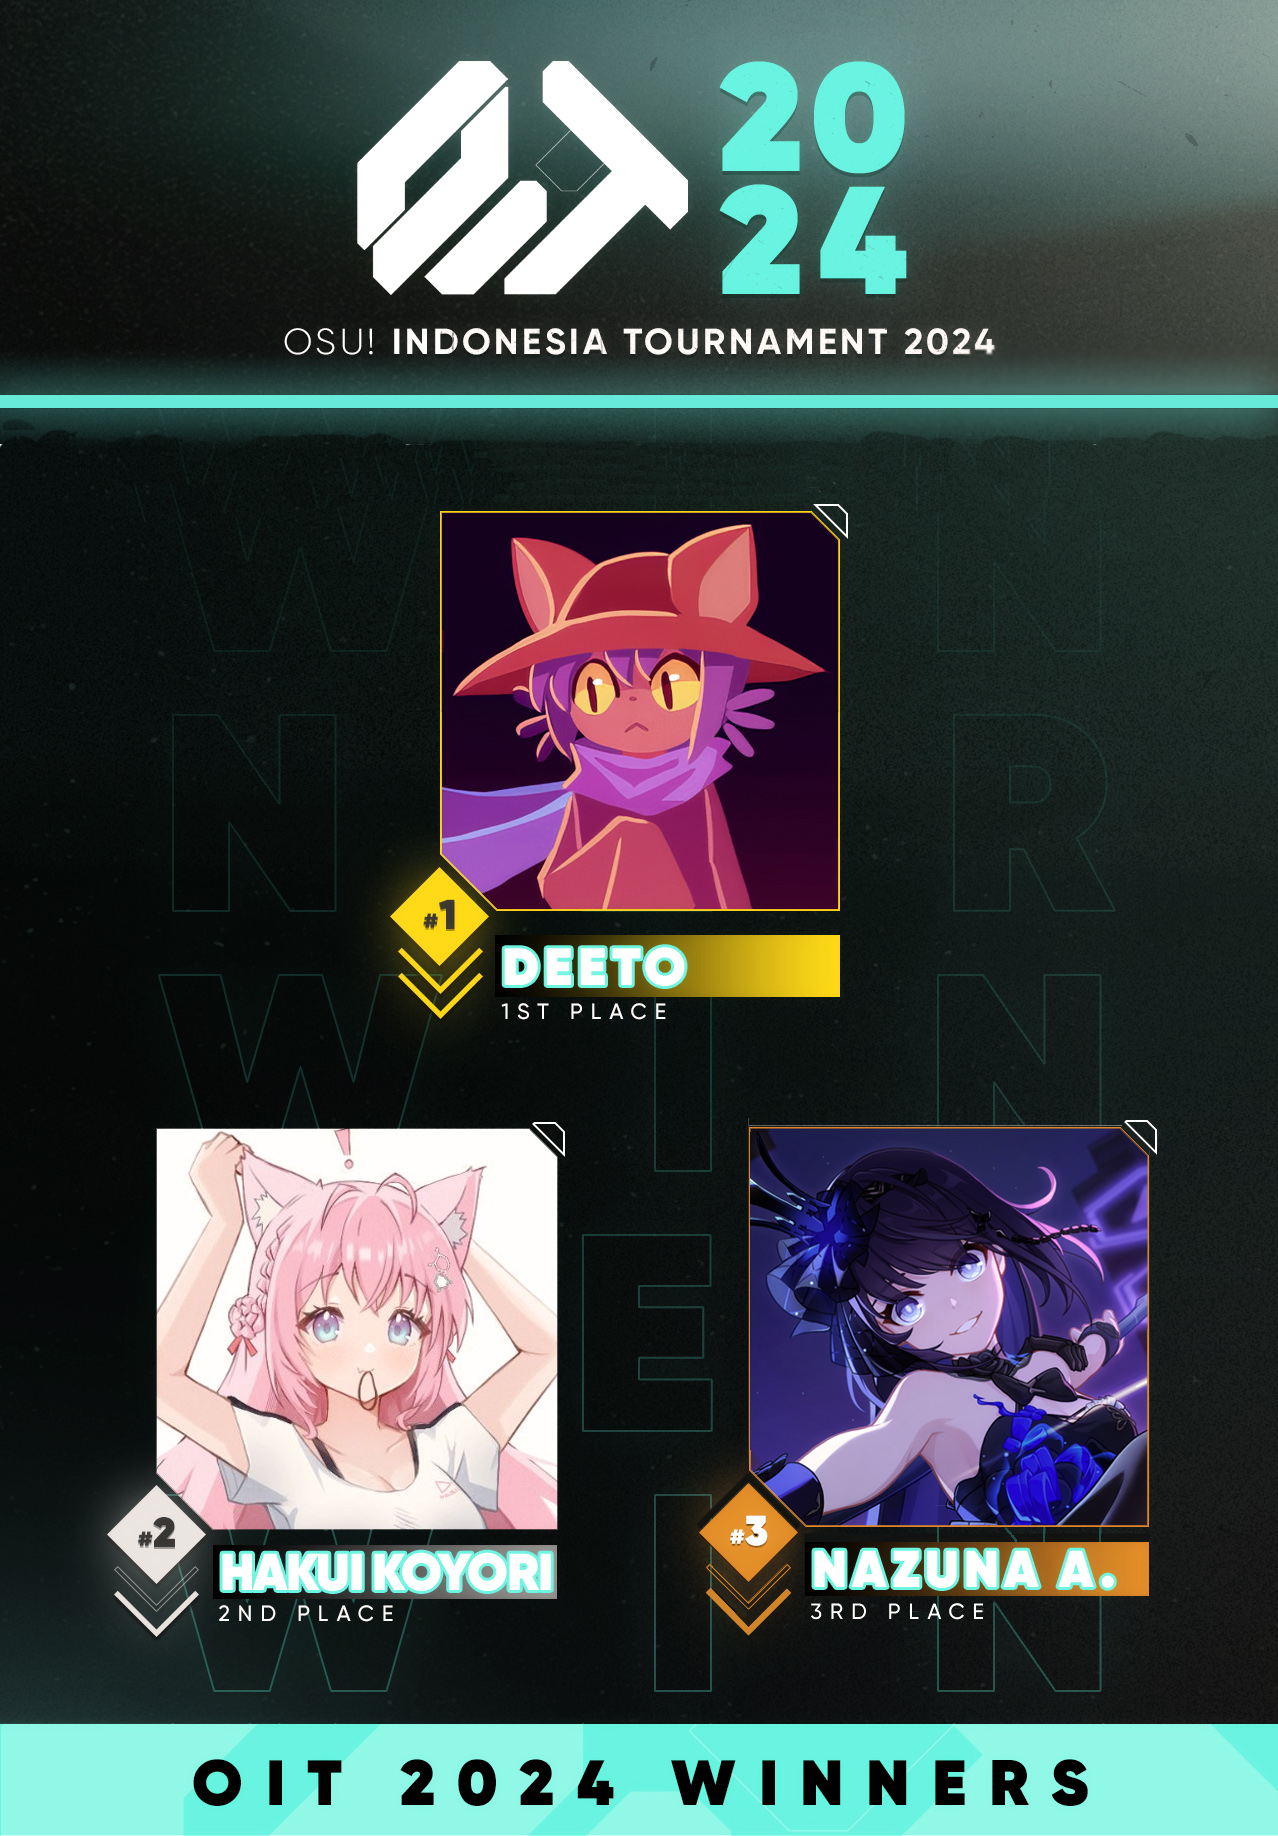 OIT
20
24
OSU! INDONESIA TOURNAMENT 2024
#1
DEETO
1ST PLACE
!
#2
HAKUI KOYORI
2ND PLACE
#3
NAZUNA A.
3RD PLACE
OIT 2024 WINNERS